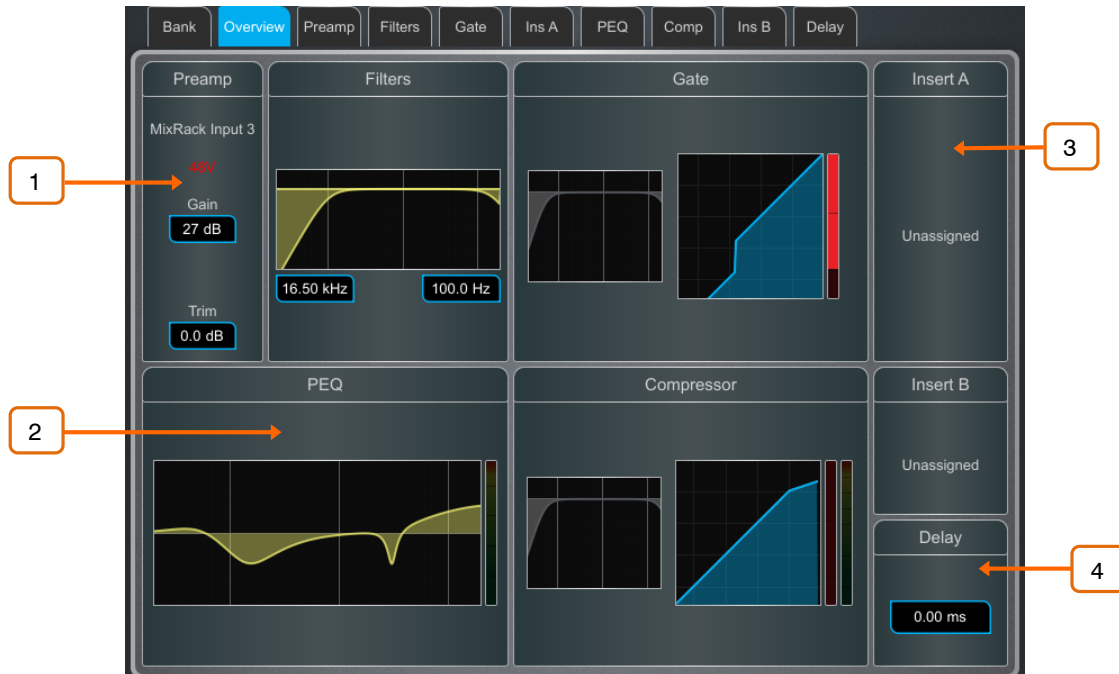 Bank Overview Preamp Filters Gate Ins A PEQ Comp Ins B Delay
Preamp
MixRack Input 3
48V
Gain
27 dB
Trim
0.0 dB
Filters
16.50 kHz 100.0 Hz
Gate
Insert A
Unassigned
PEQ
Compressor
Insert B
Unassigned
Delay
0.00 ms
1
2
3
4